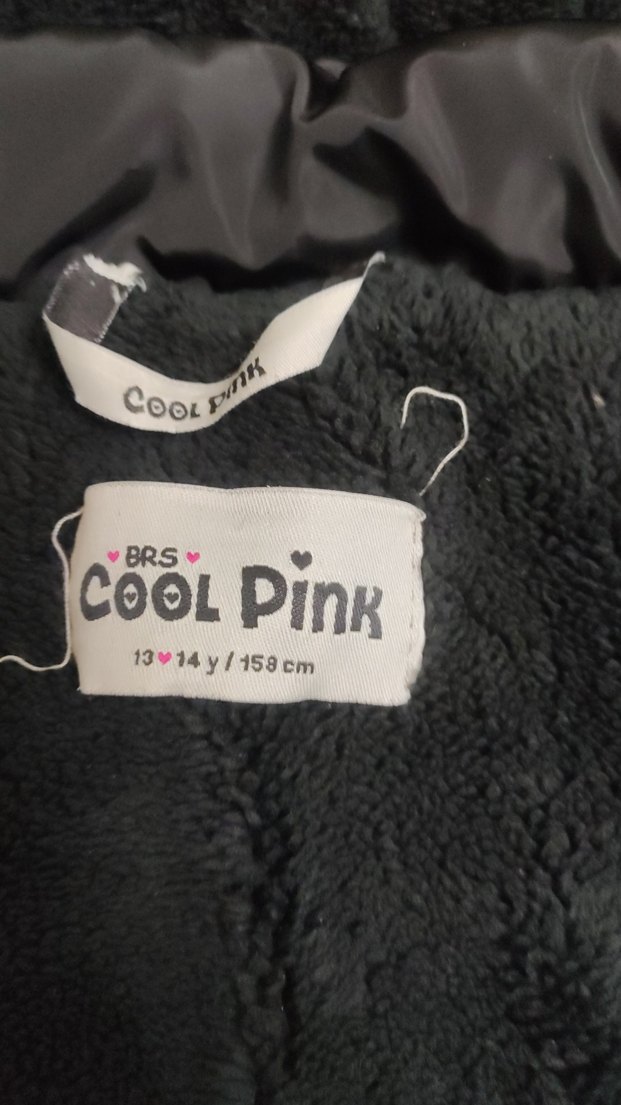 COOL PINK
BRS
COOL PINK
13 14 y / 158 cm